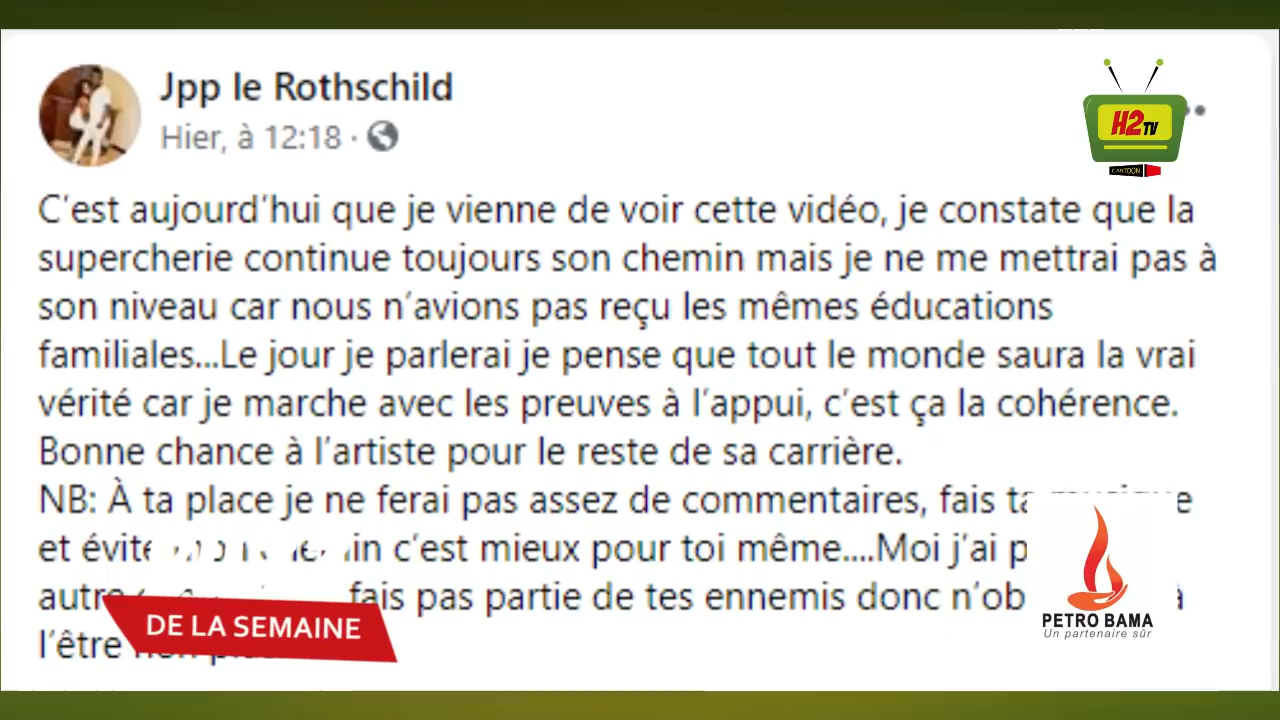 Jpp le Rothschild
Hier, à 12:18 ·
H2 TV
CARTOON
C'est aujourd'hui que je vienne de voir cette vidéo, je constate que la
supercherie continue toujours son chemin mais je ne me mettrai pas à
son niveau car nous n'avions pas reçu les mêmes éducations
familiales...Le jour je parlerai je pense que tout le monde saura la vrai
vérité car je marche avec les preuves à l'appui, c'est ça la cohérence.
Bonne chance à l'artiste pour le reste de sa carrière.
NB: À ta place je ne ferai pas assez de commentaires, fais ta
et évite c'est mieux pour toi même....Moi j'ai
fais pas partie de tes ennemis donc à
l'être
DE LA SEMAINE
PETRO BAMA
Un partenaire sûr